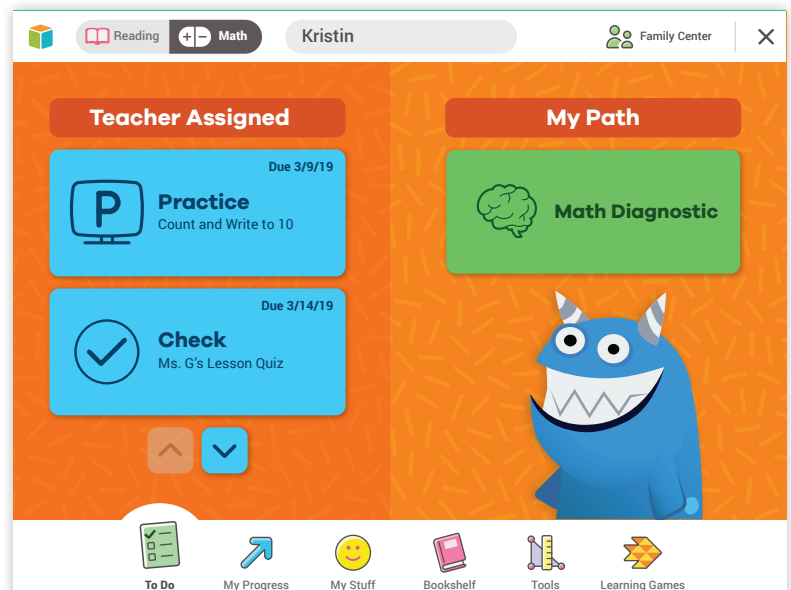 Reading
Math
Kristin
Family Center
Teacher Assigned
Due 3/9/19
P
Practice
Count and Write to 10
Due 3/14/19
Check
Ms. G's Lesson Quiz
My Path
Math Diagnostic
To Do
My Progress
My Stuff
Bookshelf
Tools
Learning Games